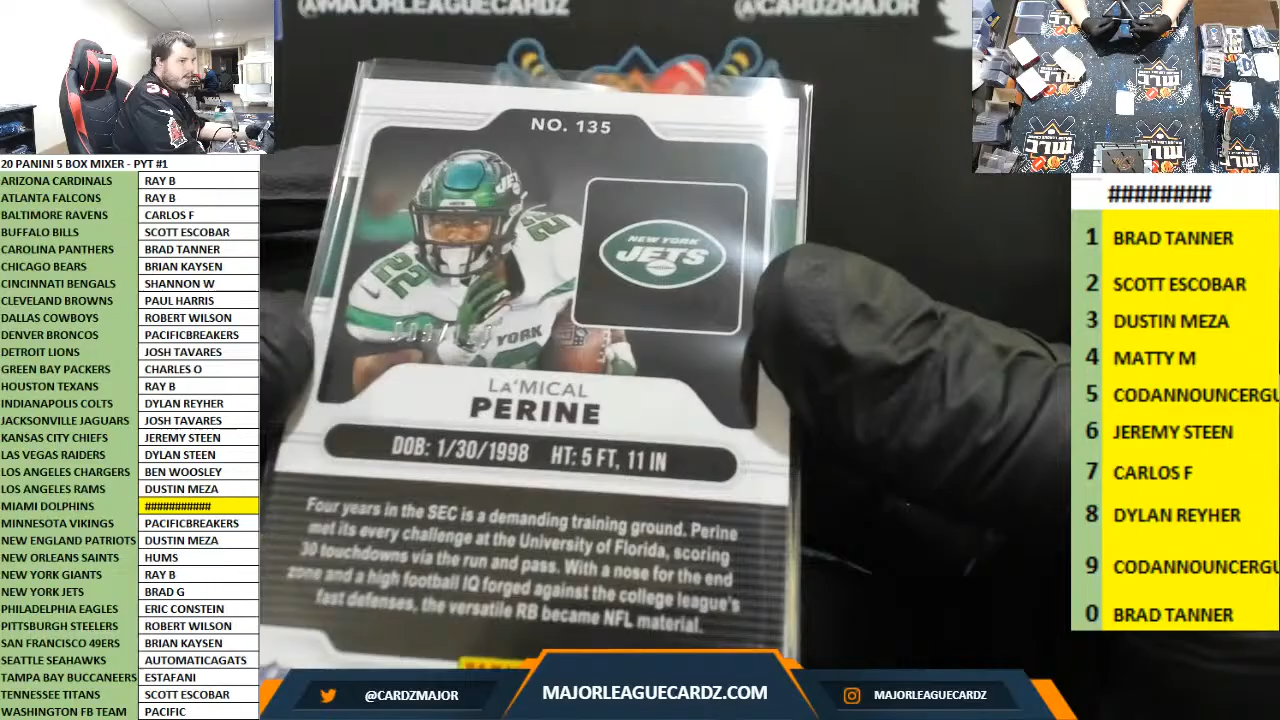 @MAJORLEAGUECARDZ
@CARDZMAJOR
NO. 135
JETS
22
22
NEW YORK
JETS
YORK
LA'MICAL
PERINE
DOB: 1/30/1998 HT: 5 FT, 11 IN
Four years in the SEC is a demanding training ground. Perine
met its every challenge at the University of Florida, scoring
30 touchdowns via the run and pass. With a nose for the end
zone and a high football IQ forged against the college league's
fast defenses, the versatile RB became NFL material.
20 PANINI 5 BOX MIXER - PYT #1
ARIZONA CARDINALS RAY B
ATLANTA FALCONS RAY B
BALTIMORE RAVENS CARLOS F
BUFFALO BILLS SCOTT ESCOBAR
CAROLINA PANTHERS BRAD TANNER
CHICAGO BEARS BRIAN KAYSEN
CINCINNATI BENGALS SHANNON W
CLEVELAND BROWNS PAUL HARRIS
DALLAS COWBOYS ROBERT WILSON
DENVER BRONCOS PACIFICBREAKERS
DETROIT LIONS JOSH TAVARES
GREEN BAY PACKERS CHARLES O
HOUSTON TEXANS RAY B
INDIANAPOLIS COLTS DYLAN REYHER
JACKSONVILLE JAGUARS JOSH TAVARES
KANSAS CITY CHIEFS JEREMY STEEN
LAS VEGAS RAIDERS DYLAN STEEN
LOS ANGELES CHARGERS BEN WOOSLEY
LOS ANGELES RAMS DUSTIN MEZA
MIAMI DOLPHINS ###########
MINNESOTA VIKINGS PACIFICBREAKERS
NEW ENGLAND PATRIOTS DUSTIN MEZA
NEW ORLEANS SAINTS HUMS
NEW YORK GIANTS RAY B
NEW YORK JETS BRAD G
PHILADELPHIA EAGLES ERIC CONSTEIN
PITTSBURGH STEELERS ROBERT WILSON
SAN FRANCISCO 49ERS BRIAN KAYSEN
SEATTLE SEAHAWKS AUTOMATICAGATS
TAMPA BAY BUCCANEERS ESTAFANI
TENNESSEE TITANS SCOTT ESCOBAR
WASHINGTON FB TEAM PACIFIC
########
1 BRAD TANNER
2 SCOTT ESCOBAR
3 DUSTIN MEZA
4 MATTY M
5 CODANNOUNCERGU
6 JEREMY STEEN
7 CARLOS F
8 DYLAN REYHER
9 CODANNOUNCERGU
0 BRAD TANNER
@CARDZMAJOR
MAJORLEAGUECARDZ.COM
MAJORLEAGUECARDZ